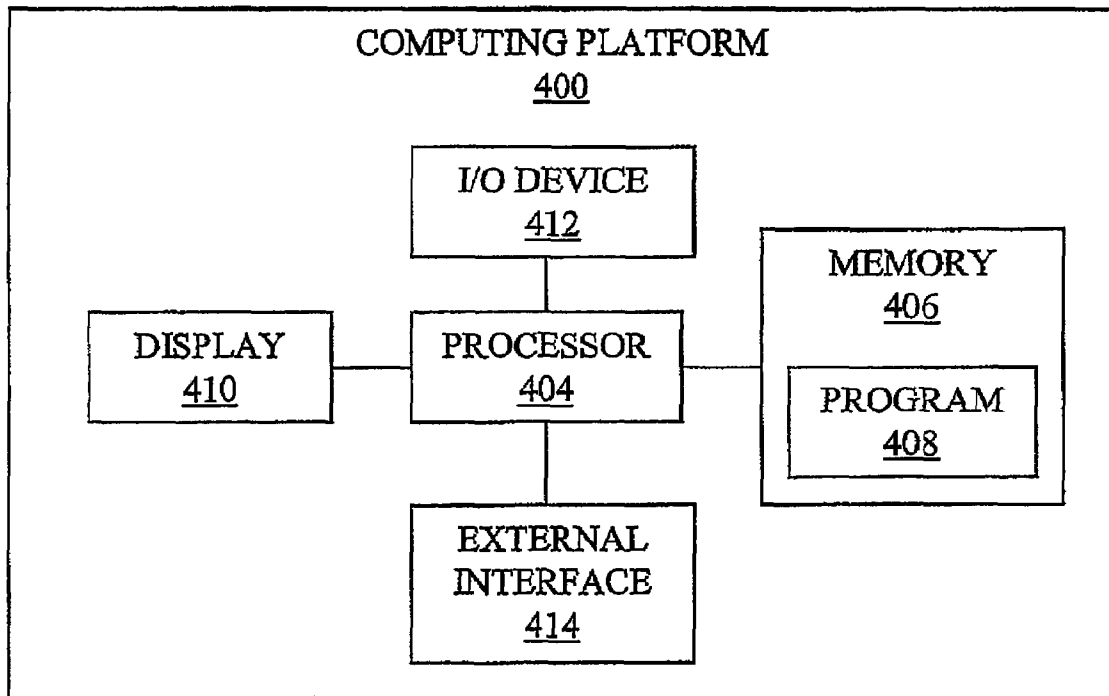 COMPUTING PLATFORM
400
I/O DEVICE
412
MEMORY
406
DISPLAY
410
PROCESSOR
404
PROGRAM
408
EXTERNAL
INTERFACE
414